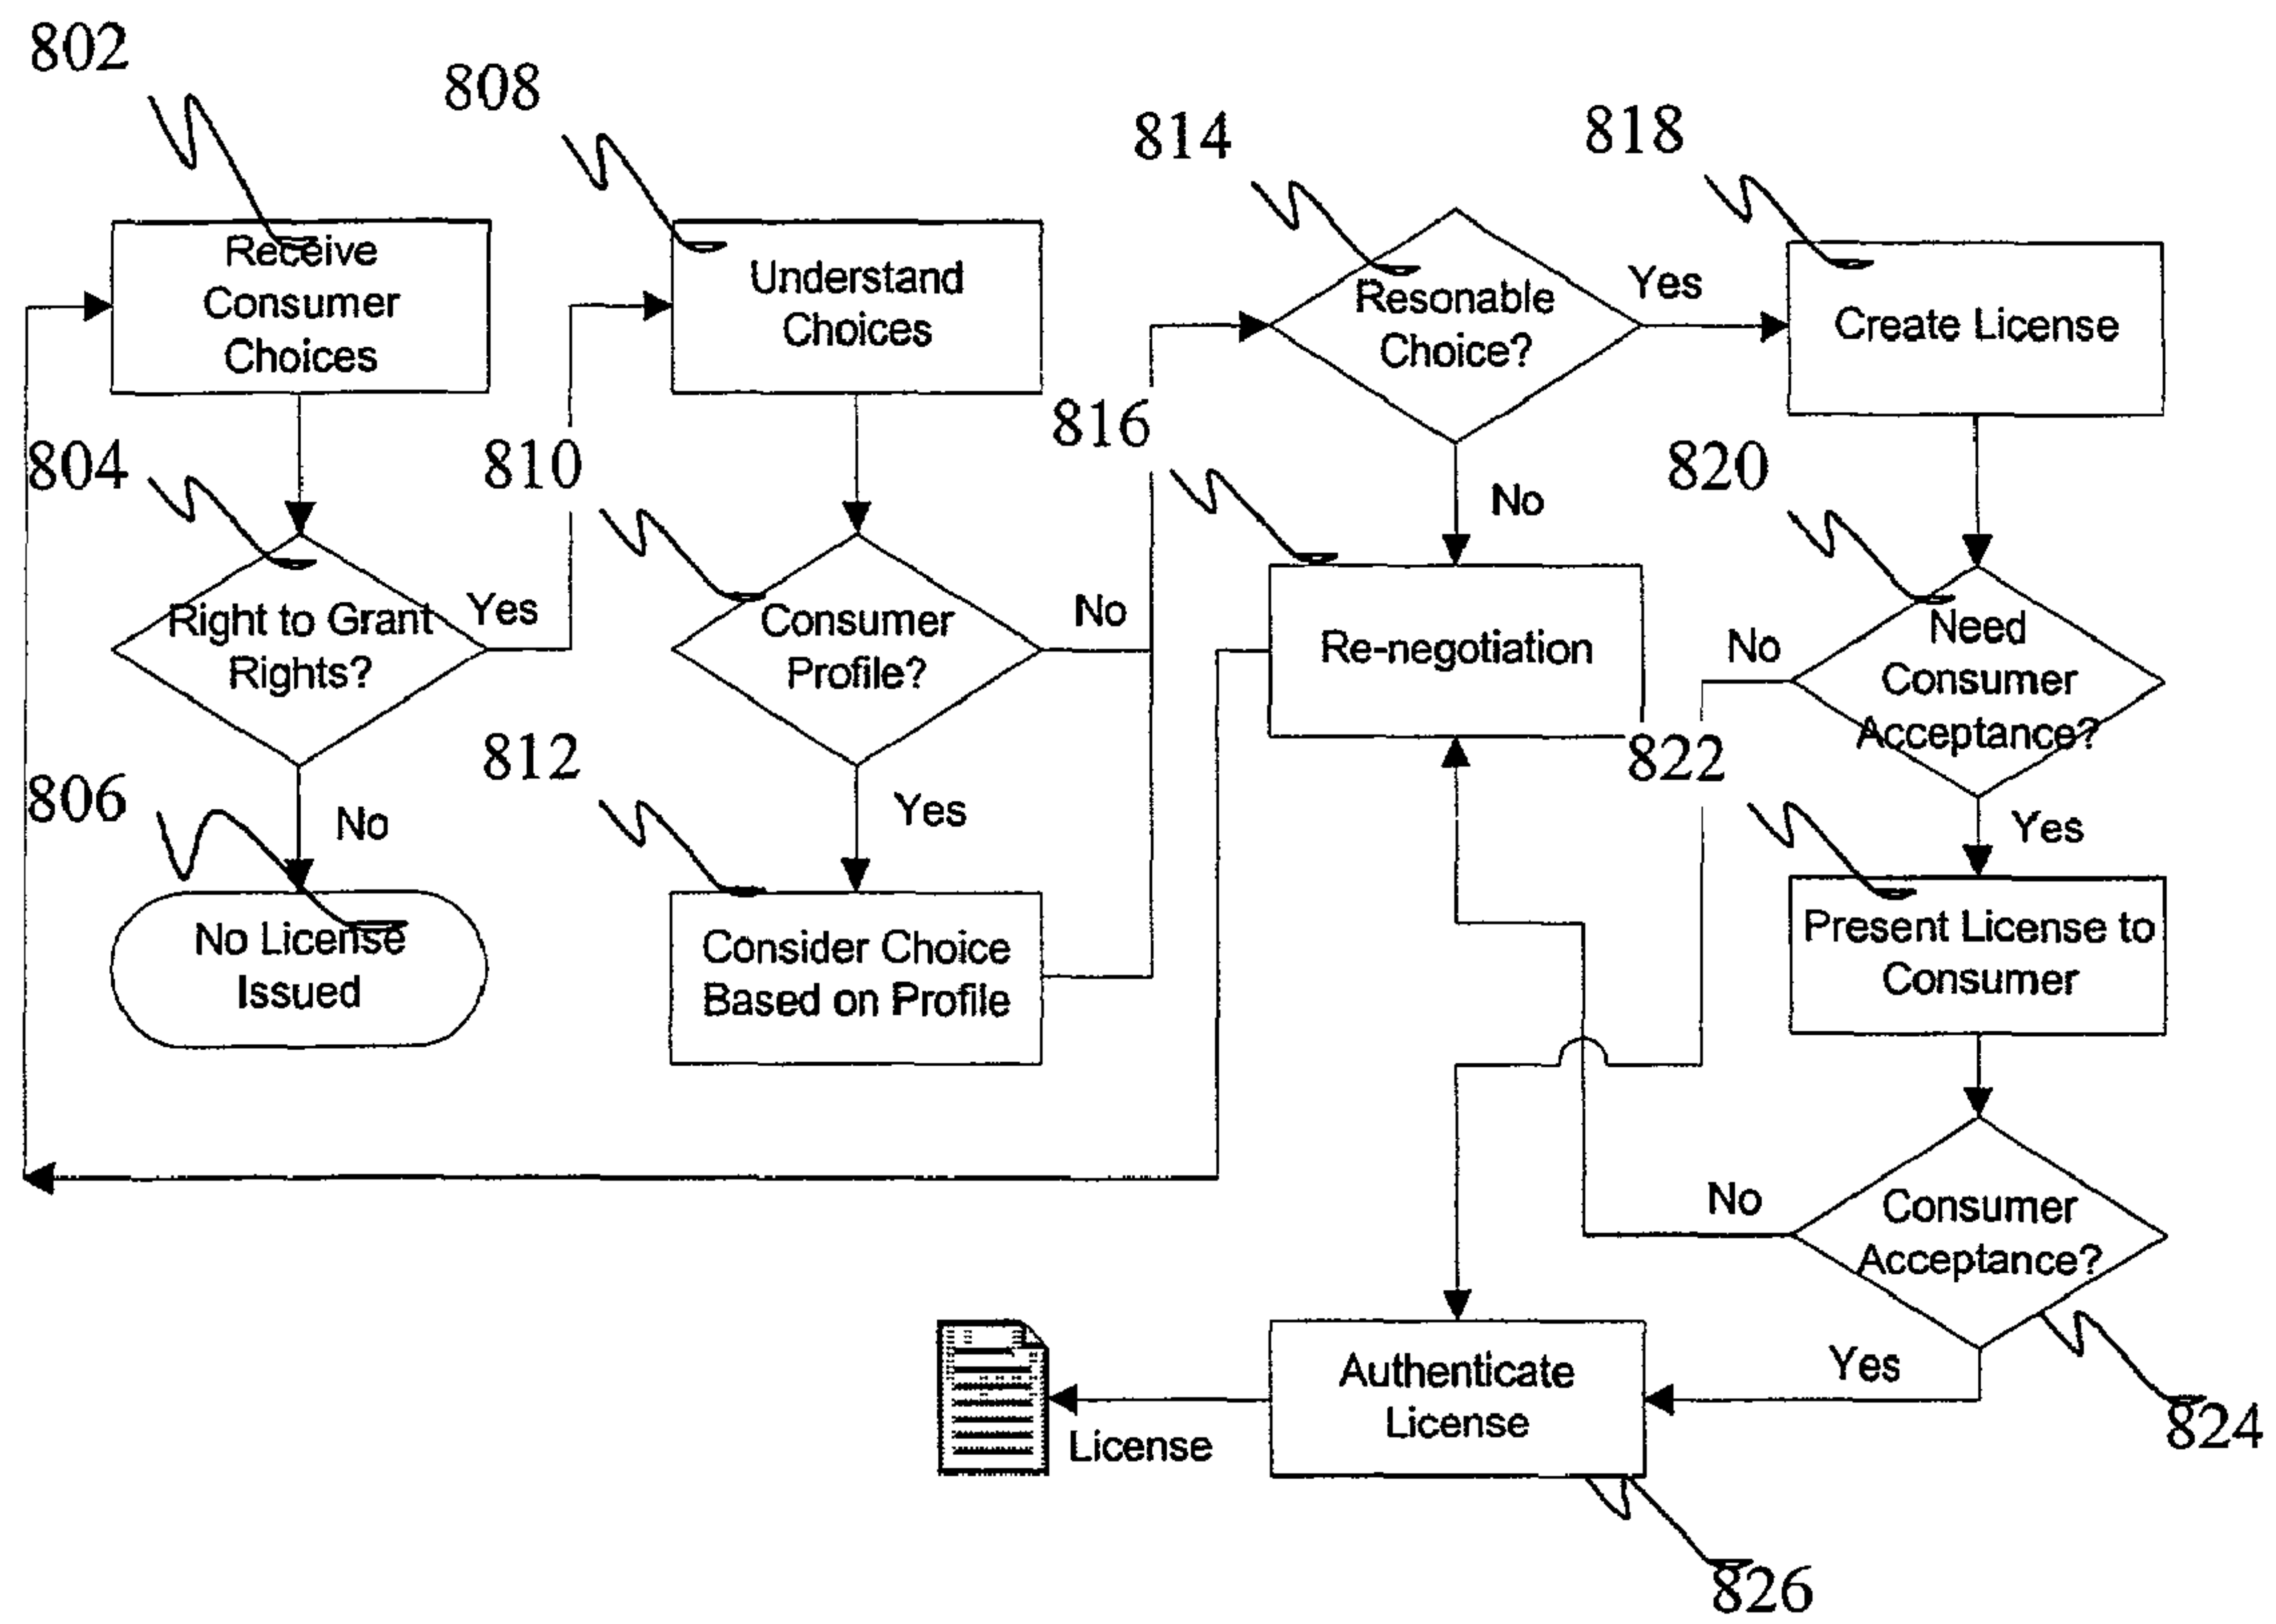 802
Receive
Consumer
Choices
804
Right to Grant
Rights?
Yes
No
806
No License
Issued
808
Understand
Choices
810
Consumer
Profile?
No
Yes
812
Consider Choice
Based on Profile
814
Resonable
Choice?
Yes
No
816
Re-negotiation
818
Create License
820
Need
Consumer
Acceptance?
No
Yes
822
Present License to
Consumer
Consumer
Acceptance?
No
Yes
824
Authenticate
License
826
License